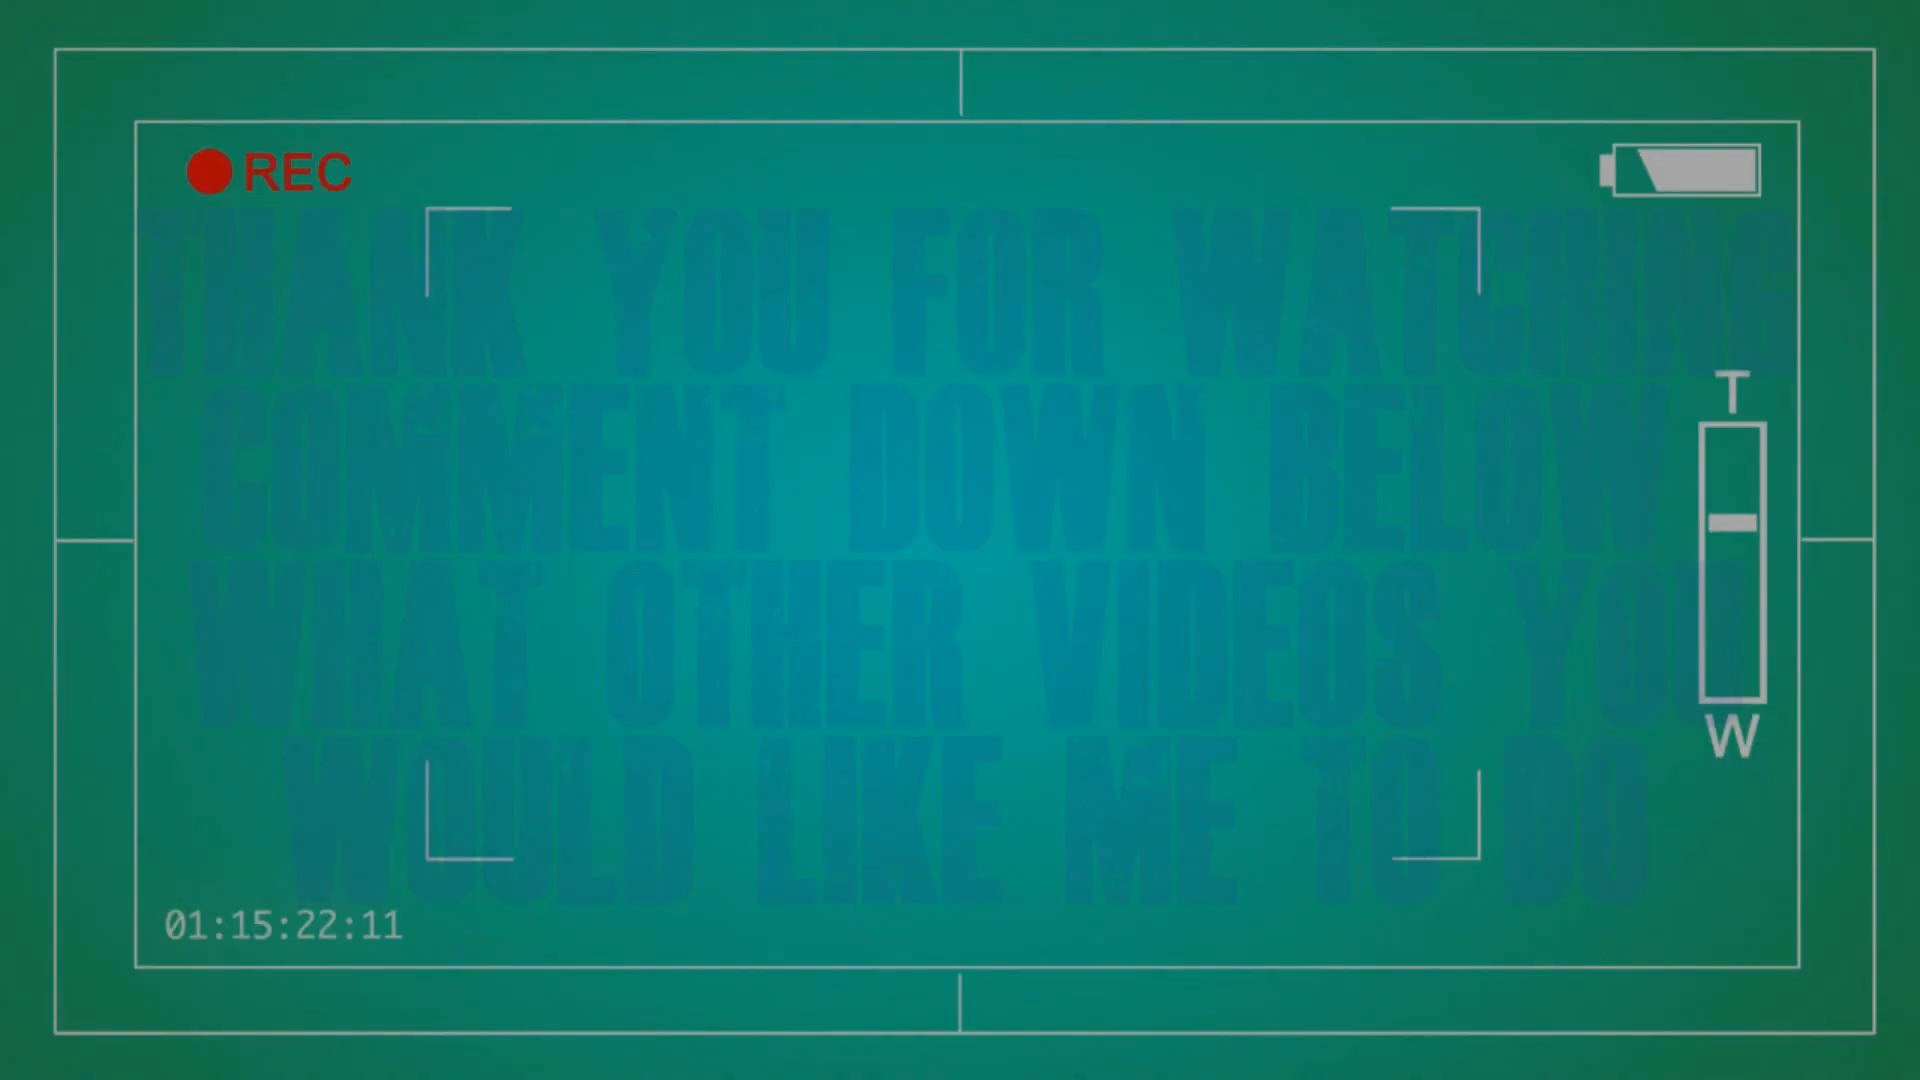 REC
THANK YOU FOR WATCHING
COMMENT DOWN BELOW
WHAT OTHER VIDEOS YOU
WOULD LIKE ME TO DO
T
W
01:15:22:11